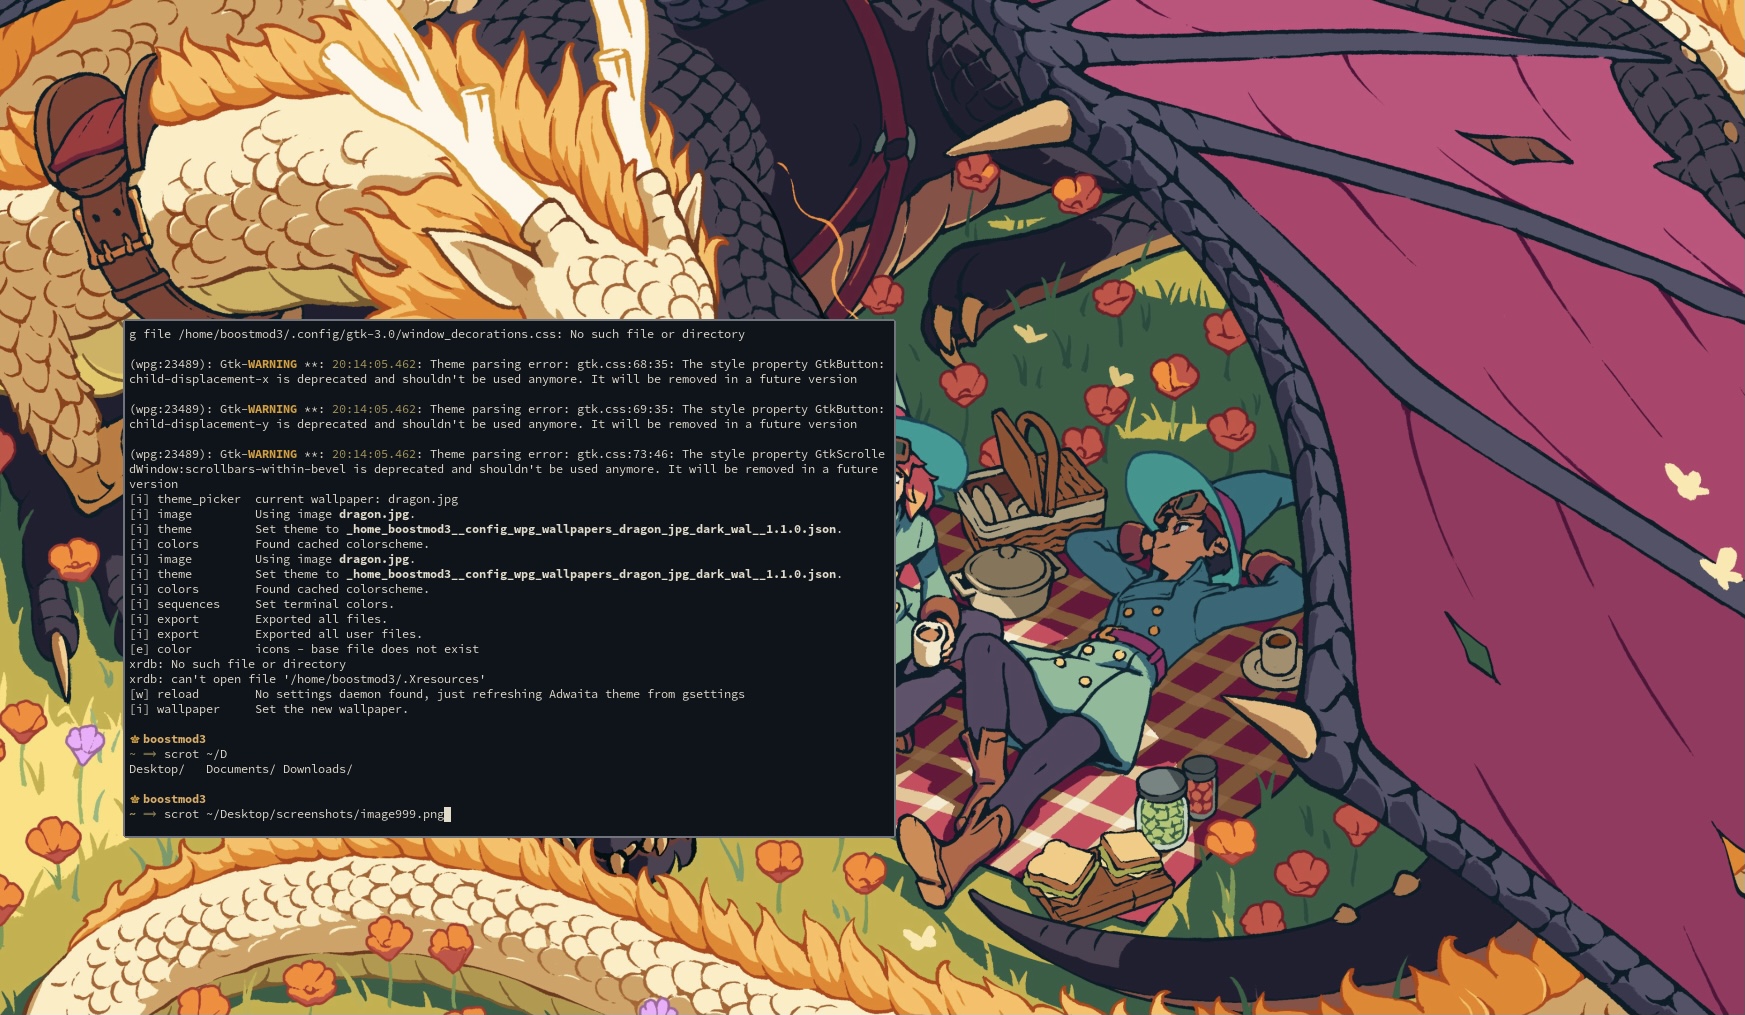 g file /home/boostmod3/.config/gtk-3.0/window_decorations.css: No such file or directory
(wpg:23489): Gtk-WARNING **: 20:14:05.462: Theme parsing error: gtk.css:68:35: The style property GtkButton:
child-displacement-x is deprecated and shouldn't be used anymore. It will be removed in a future version
(wpg:23489): Gtk-WARNING **: 20:14:05.462: Theme parsing error: gtk.css:69:35: The style property GtkButton:
child-displacement-y is deprecated and shouldn't be used anymore. It will be removed in a future version
(wpg:23489): Gtk-WARNING **: 20:14:05.462: Theme parsing error: gtk.css:73:46: The style property GtkScrolle
dWindow:scrollbars-within-bevel is deprecated and shouldn't be used anymore. It will be removed in a future
version
[i] theme_picker  current wallpaper: dragon.jpg
[i] image         Using image dragon.jpg.
[i] theme         Set theme to _home_boostmod3__config_wpg_wallpapers_dragon_jpg_dark_wal__1.1.0.json.
[i] colors        Found cached colorscheme.
[i] image         Using image dragon.jpg.
[i] theme         Set theme to _home_boostmod3__config_wpg_wallpapers_dragon_jpg_dark_wal__1.1.0.json.
[i] colors        Found cached colorscheme.
[i] sequences     Set terminal colors.
[i] export        Exported all files.
[i] export        Exported all user files.
[e] color         icons - base file does not exist
xrdb: No such file or directory
xrdb: can't open file '/home/boostmod3/.Xresources'
[w] reload        No settings daemon found, just refreshing Adwaita theme from gsettings
[i] wallpaper     Set the new wallpaper.
boostmod3
~ → scrot ~/D
Desktop/   Documents/ Downloads/
boostmod3
~ → scrot ~/Desktop/screenshots/image999.png